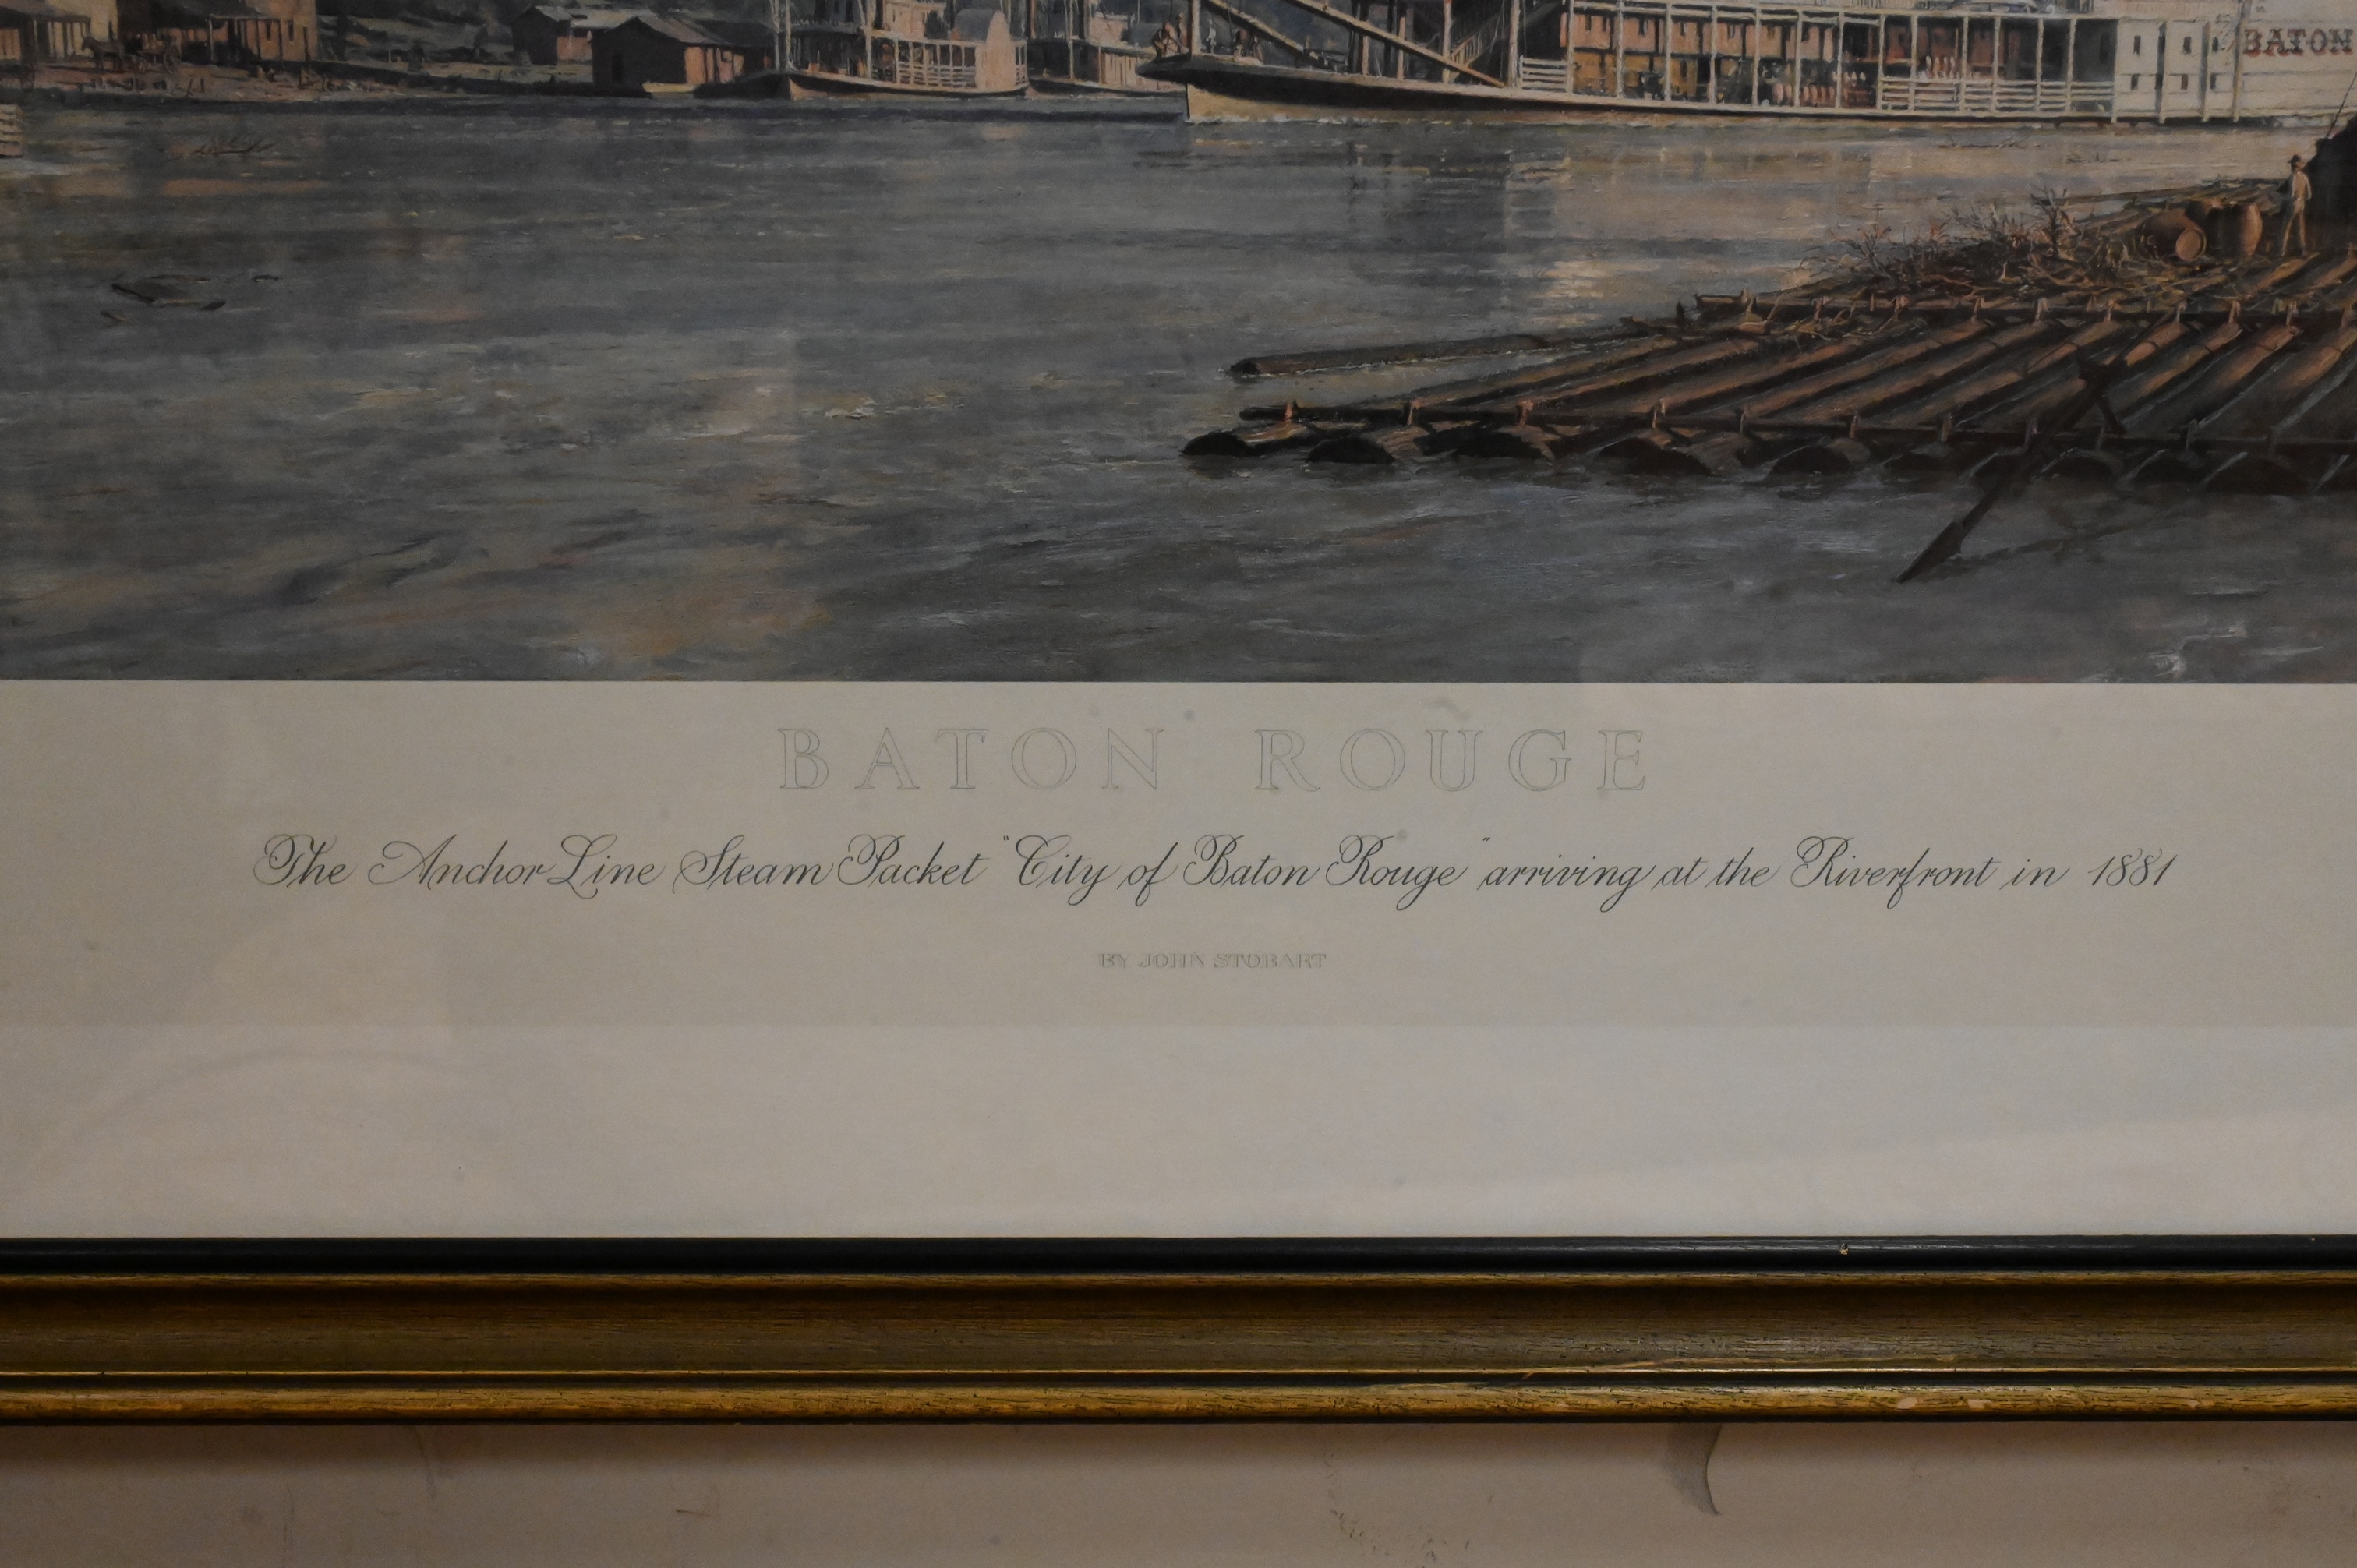 BATON
BATON ROUGE
The Anchor Line Steam Packet "City of Baton Rouge" arriving at the Riverfront in 1881
BY JOHN STOBART